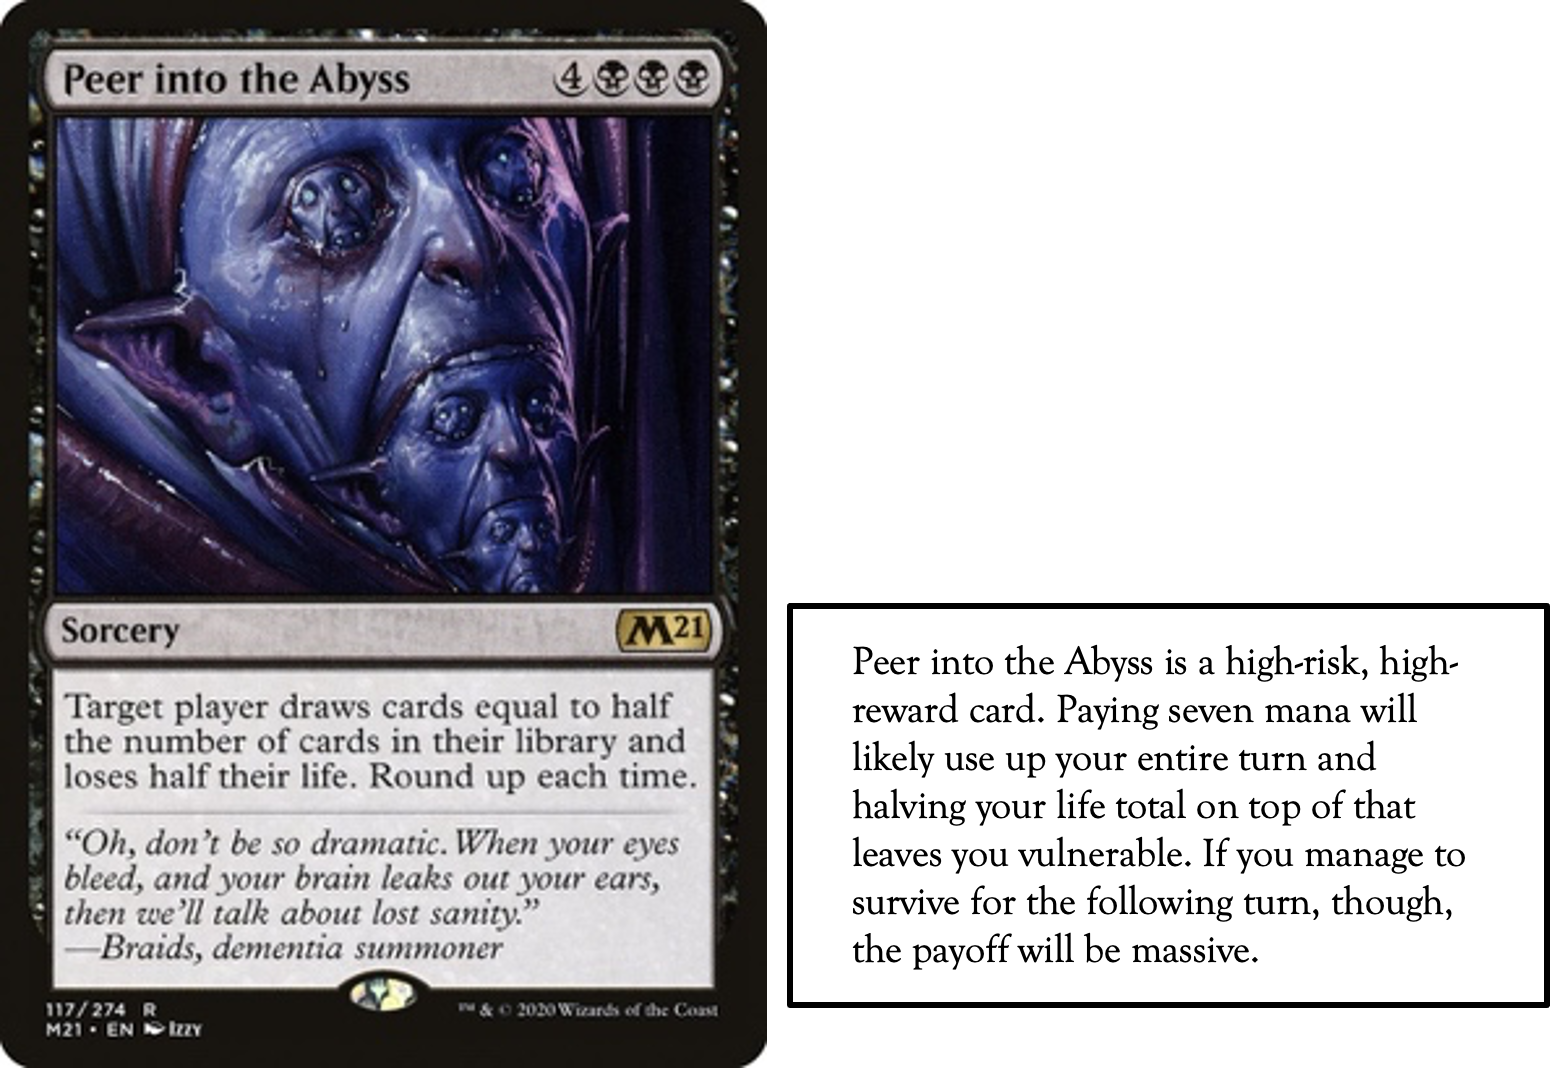 Peer into the Abyss 4
Sorcery M21
Target player draws cards equal to half
the number of cards in their library and
loses half their life. Round up each time.
“Oh, don’t be so dramatic. When your eyes
bleed, and your brain leaks out your ears,
then we’ll talk about lost sanity.”
—Braids, dementia summoner
117/274 R
M21 • EN Izzy
™ & © 2020 Wizards of the Coast
Peer into the Abyss is a high-risk, high-
reward card. Paying seven mana will
likely use up your entire turn and
halving your life total on top of that
leaves you vulnerable. If you manage to
survive for the following turn, though,
the payoff will be massive.